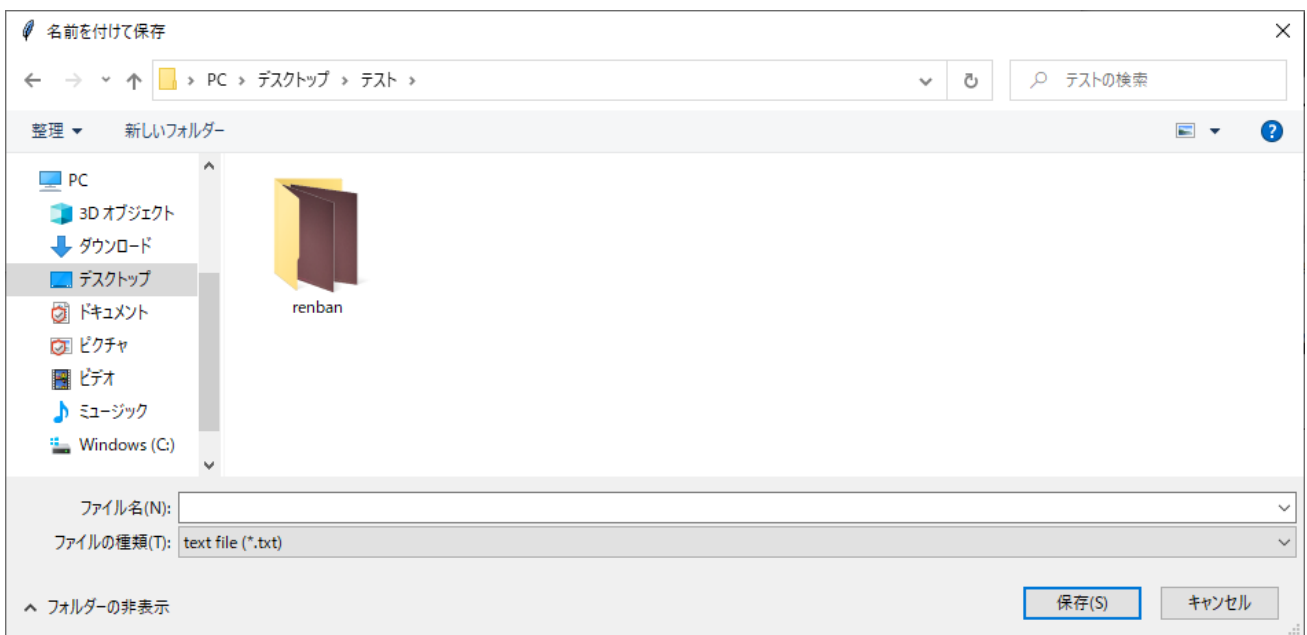 名前を付けて保存
PC › デスクトップ › テスト ›
テストの検索
整理
新しいフォルダー
PC
3D オブジェクト
ダウンロード
デスクトップ
ドキュメント
ピクチャ
ビデオ
ミュージック
Windows (C:)
renban
ファイル名(N):
ファイルの種類(T): text file (*.txt)
フォルダーの非表示
保存(S)
キャンセル